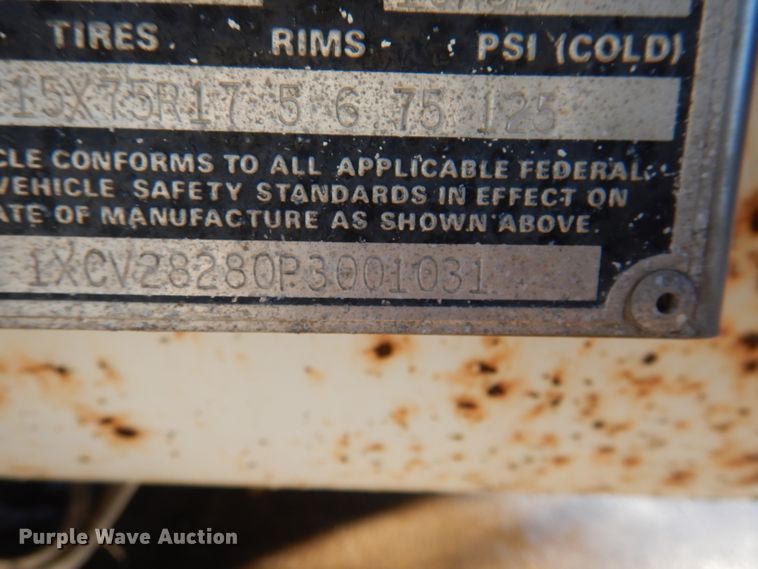 TIRES. RIMS. PSI (COLD)
15X75R17 5 6 75 125
CLE CONFORMS TO ALL APPLICABLE FEDERAL
VEHICLE SAFETY STANDARDS IN EFFECT ON
ATE OF MANUFACTURE AS SHOWN ABOVE.
1XCV28280P3001031
Purple Wave Auction